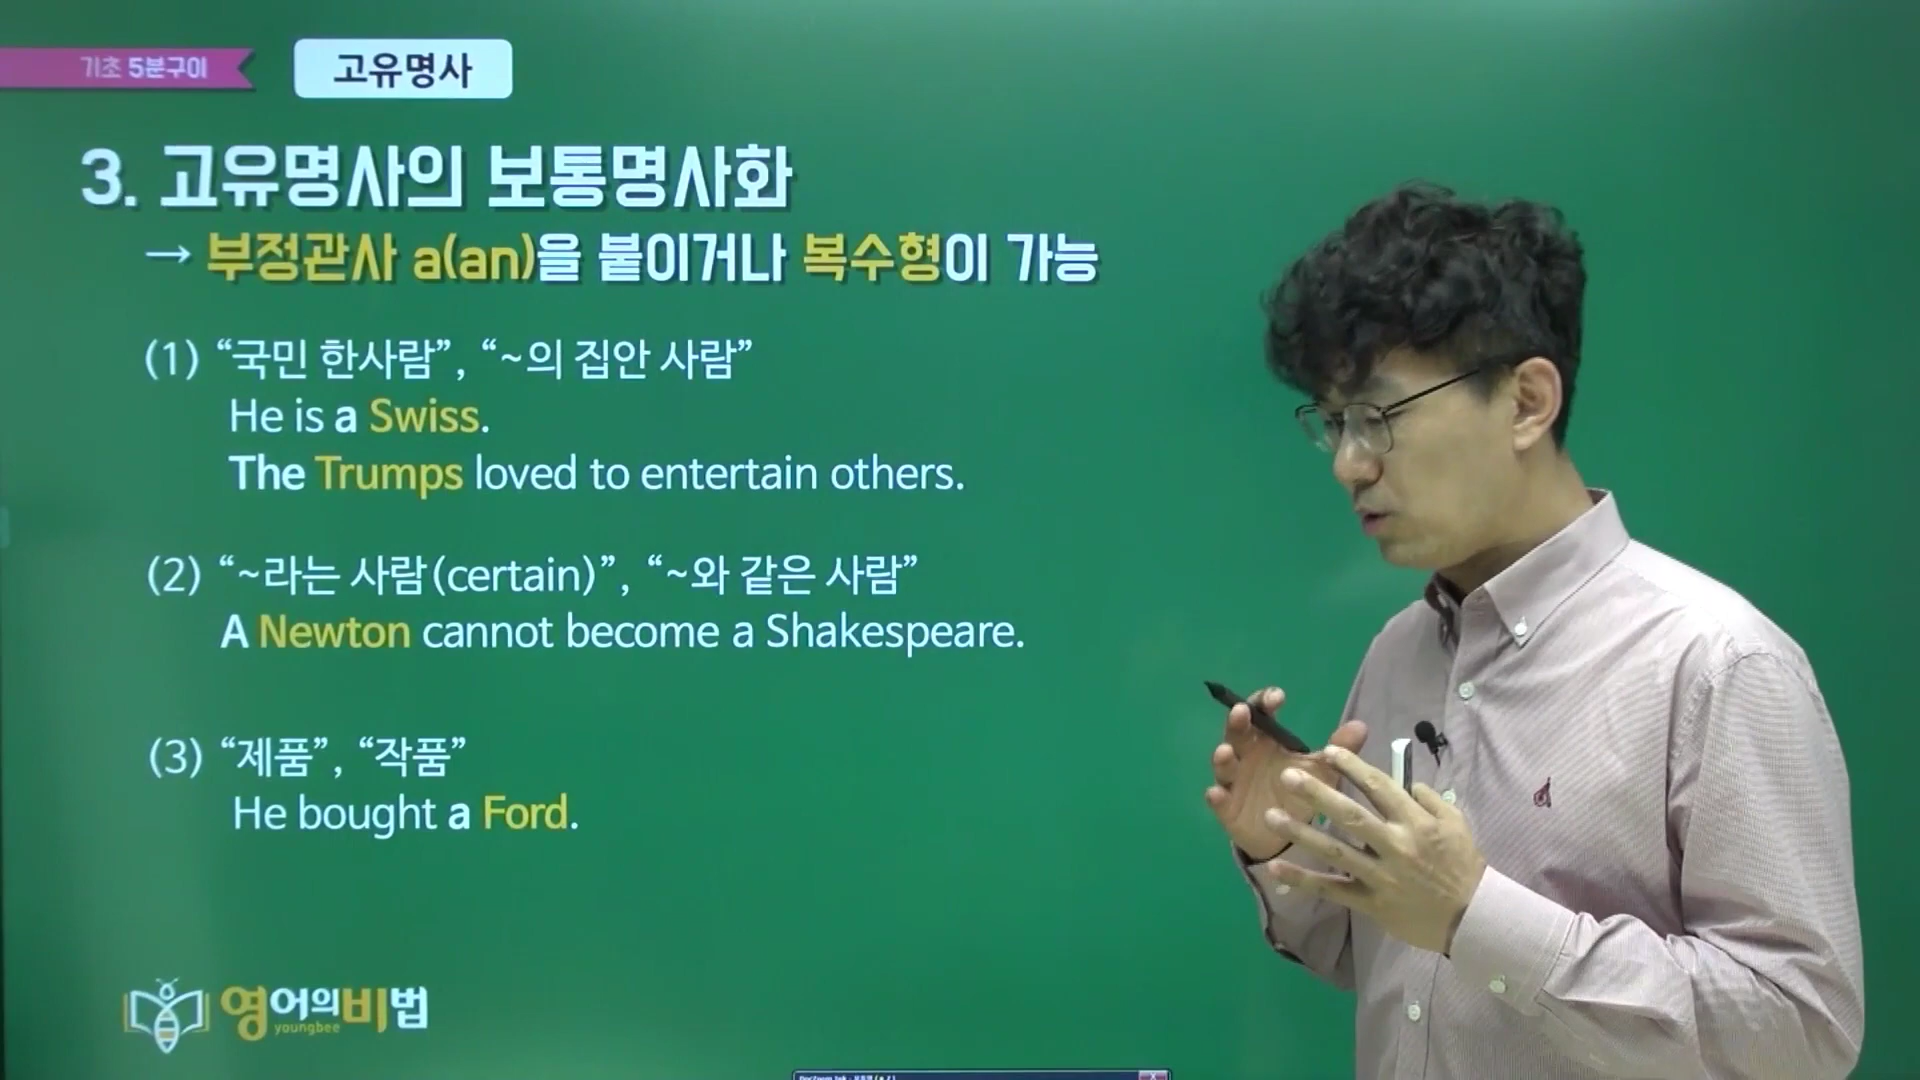 기초 5분구이
고유명사
3. 고유명사의 보통명사화
→ 부정관사 a(an)을 붙이거나 복수형이 가능
(1) “국민 한사람”, “~의 집안 사람”
He is a Swiss.
The Trumps loved to entertain others.
(2) “~라는 사람(certain)”, “~와 같은 사람”
A Newton cannot become a Shakespeare.
(3) “제품”, “작품”
He bought a Ford.
영어의비법
youngbee